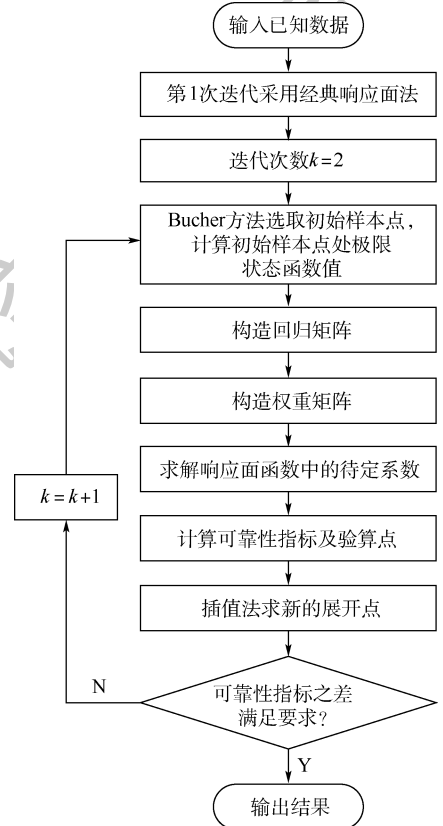 输入已知数据
第1次迭代采用经典响应面法
迭代次数k=2
Bucher方法选取初始样本点,
计算初始样本点处极限
状态函数值
构造回归矩阵
构造权重矩阵
求解响应面函数中的待定系数
k=k+1
计算可靠性指标及验算点
插值法求新的展开点
N
可靠性指标之差
满足要求?
Y
输出结果